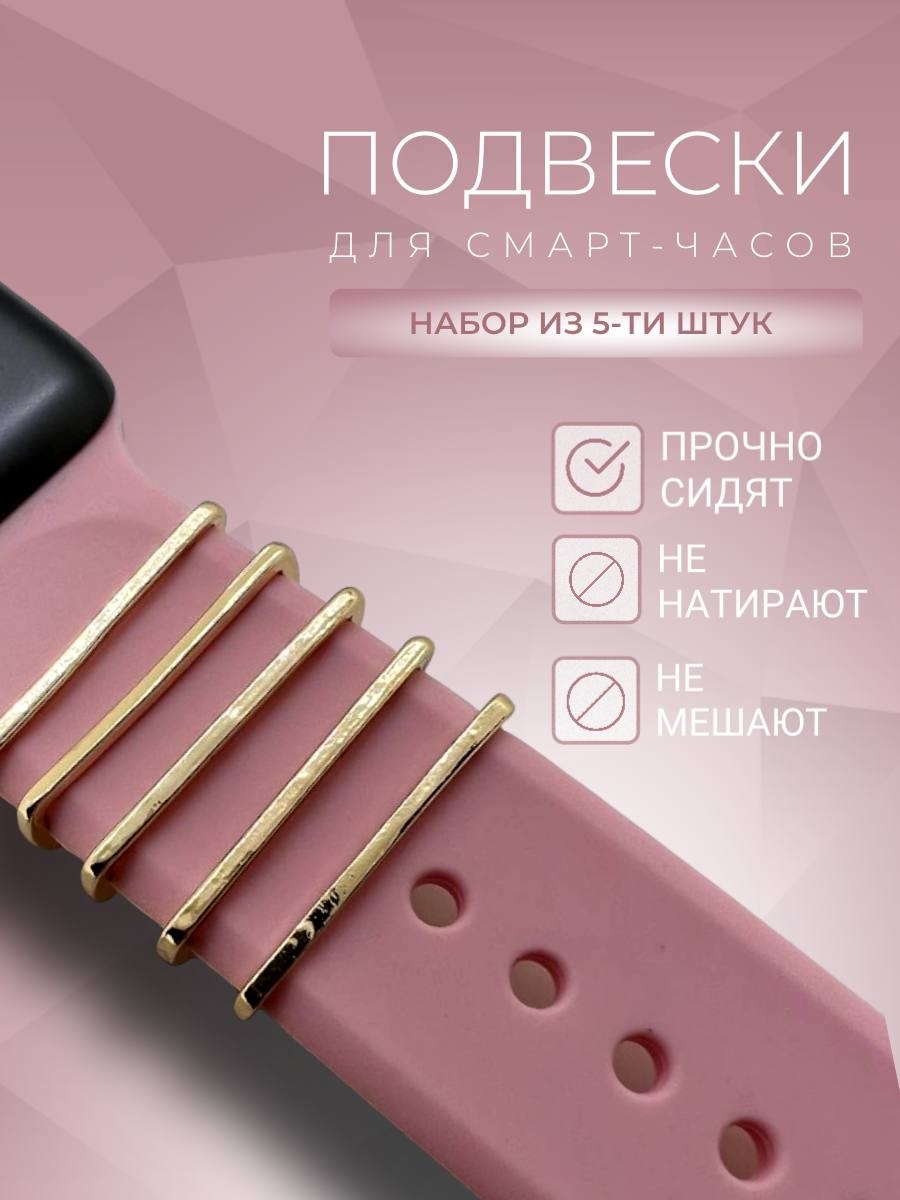 ПОДВЕСКИ
ДЛЯ СМАРТ-ЧАСОВ
НАБОР ИЗ 5-ТИ ШТУК
ПРОЧНО
СИДЯТ
НЕ
НАТИРАЮТ
НЕ
МЕШАЮТ